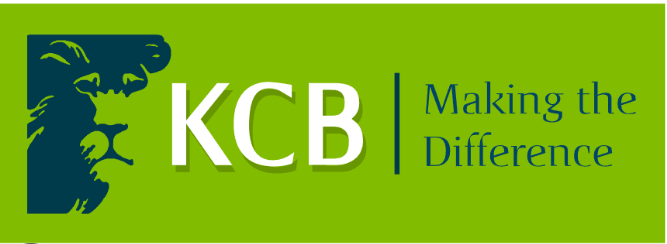 KCB
Making the
Difference